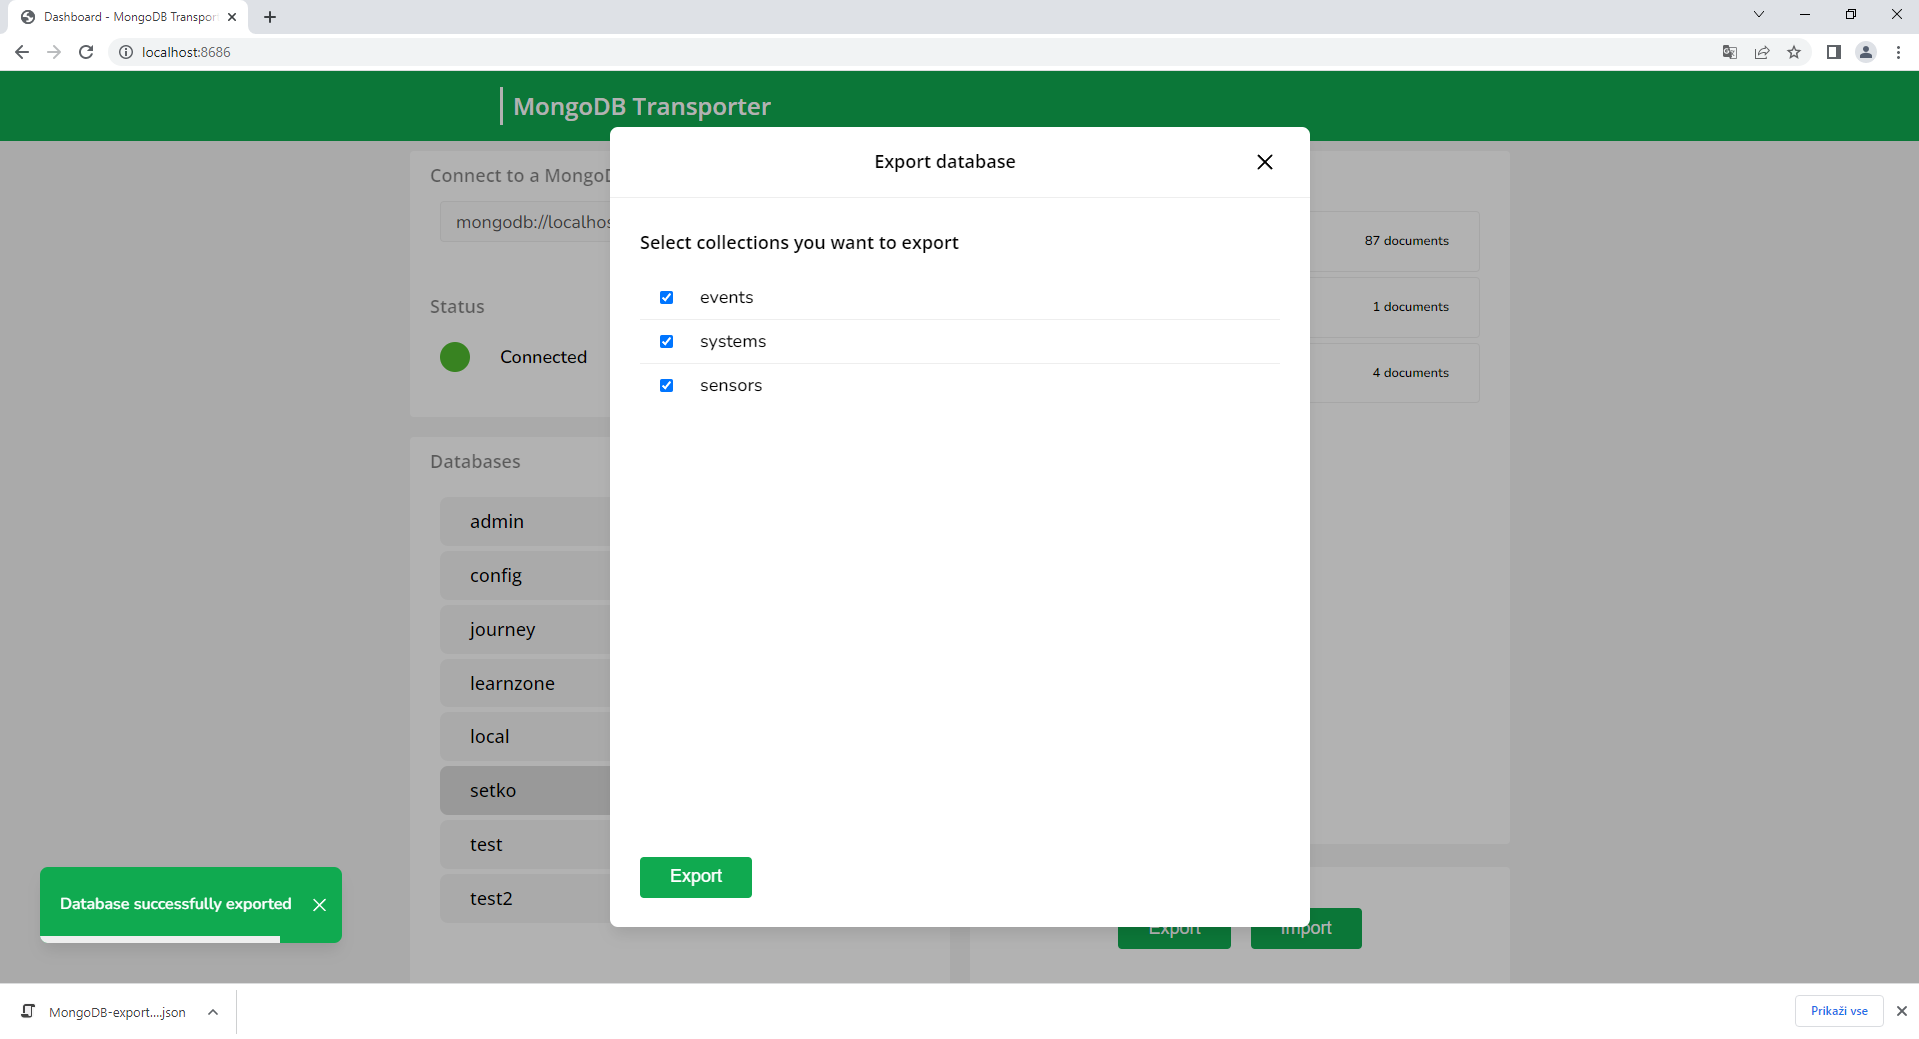 Dashboard - MongoDB Transport
localhost:8686
MongoDB Transporter
Connect to a MongoD
mongodb://localhos
Status
Connected
Databases
admin
config
journey
learnzone
local
setko
test
test2
Export database
Select collections you want to export
events
systems
sensors
Export
87 documents
1 documents
4 documents
Export
Import
Database successfully exported
MongoDB-export....json
Prikaži vse